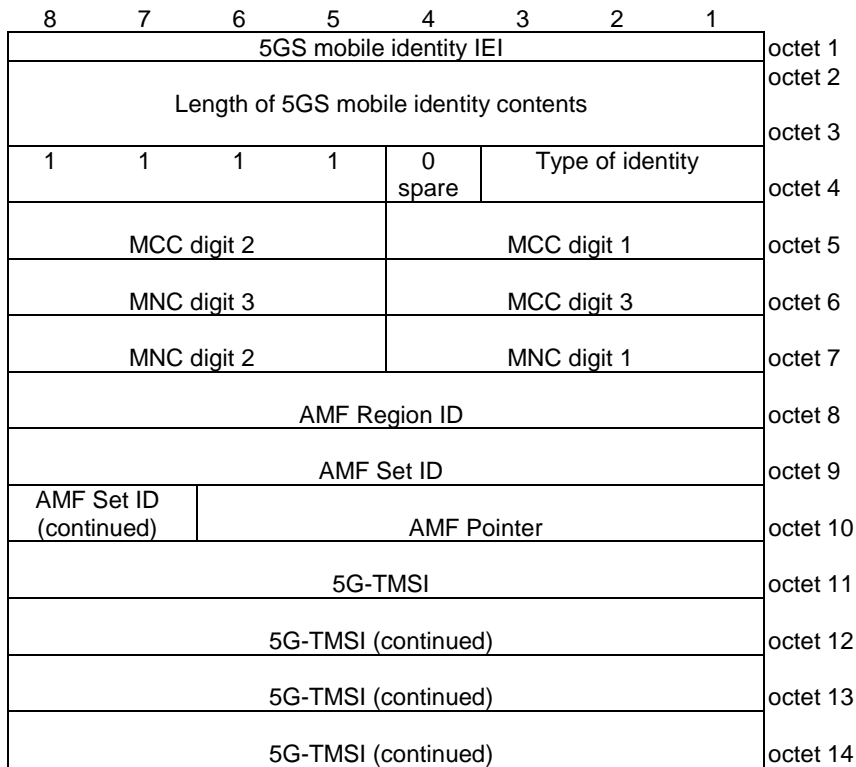 8 7 6 5 4 3 2 1
5GS mobile identity IEI octet 1
octet 2
Length of 5GS mobile identity contents
octet 3
1 1 1 1 0 Type of identity
spare octet 4
MCC digit 2 MCC digit 1 octet 5
MNC digit 3 MCC digit 3 octet 6
MNC digit 2 MNC digit 1 octet 7
AMF Region ID octet 8
AMF Set ID octet 9
AMF Set ID
(continued) AMF Pointer octet 10
5G-TMSI octet 11
5G-TMSI (continued) octet 12
5G-TMSI (continued) octet 13
5G-TMSI (continued) octet 14